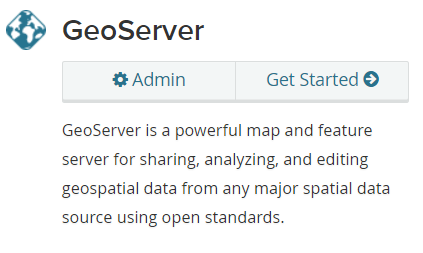 GeoServer
Admin
Get Started
GeoServer is a powerful map and feature
server for sharing, analyzing, and editing
geospatial data from any major spatial data
source using open standards.